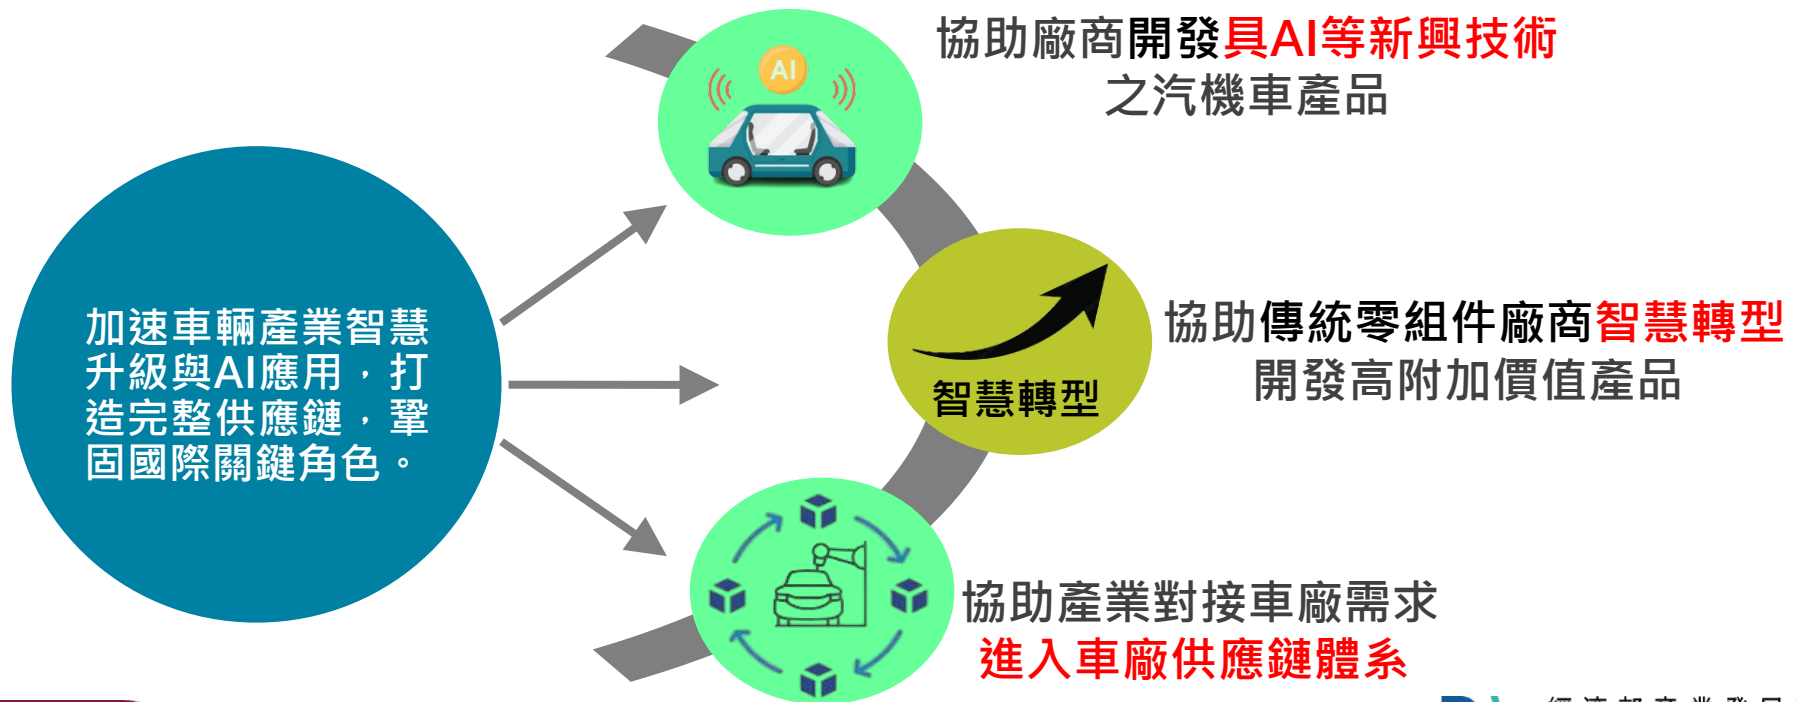 協助廠商開發具AI等新興技術
之汽機車產品
AI
加速車輛產業智慧
升級與AI應用，打
造完整供應鏈，鞏
固國際關鍵角色。
協助傳統零組件廠商智慧轉型
開發高附加價值產品
智慧轉型
協助產業對接車廠需求
進入車廠供應鏈體系